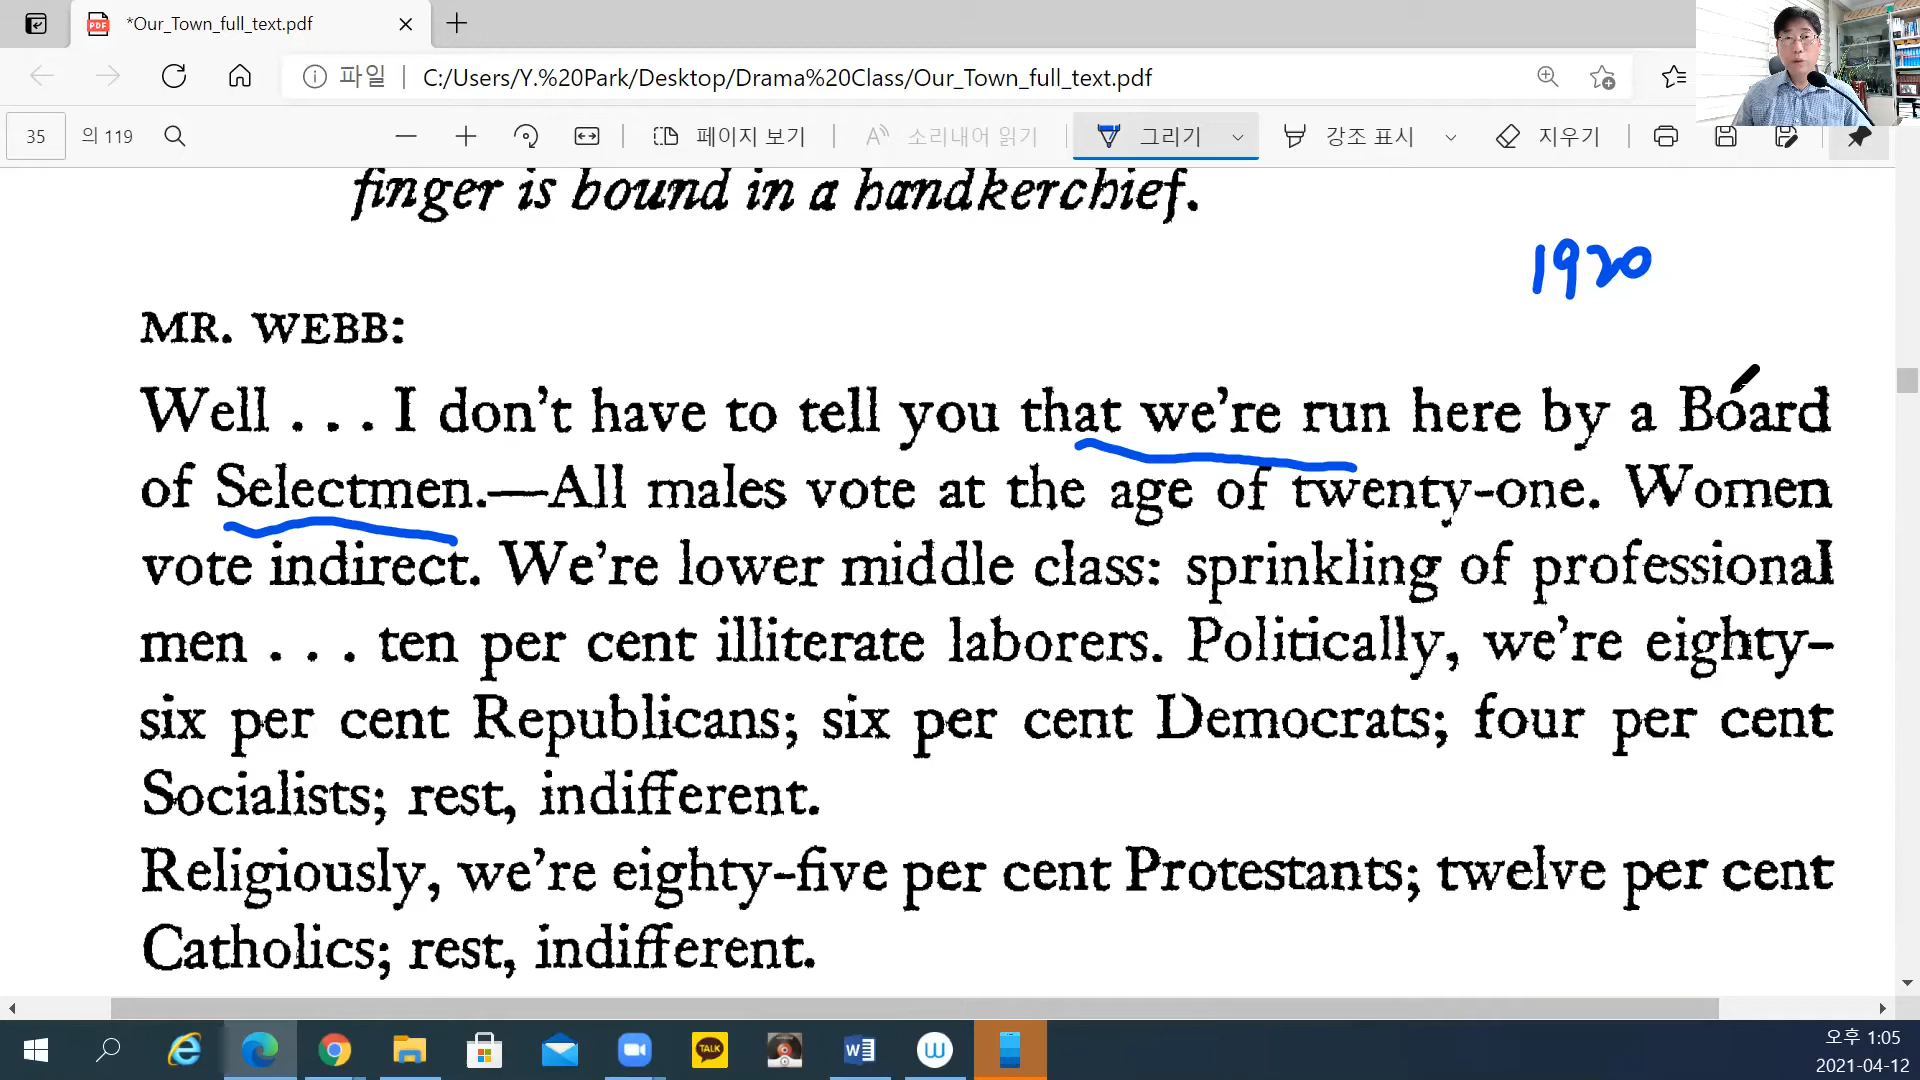 *Our_Town_full_text.pdf
파일 | C:/Users/Y.%20Park/Desktop/Drama%20Class/Our_Town_full_text.pdf
35 의 119 페이지 보기 소리내어 읽기 그리기 강조 표시 지우기
finger is bound in a handkerchief.
1920
MR. WEBB:
Well . . . I don't have to tell you that we're run here by a Board
of Selectmen.—All males vote at the age of twenty-one. Women
vote indirect. We're lower middle class: sprinkling of professional
men . . . ten per cent illiterate laborers. Politically, we're eighty-
six per cent Republicans; six per cent Democrats; four per cent
Socialists; rest, indifferent.
Religiously, we're eighty-five per cent Protestants; twelve per cent
Catholics; rest, indifferent.
TALK
오후 1:05
2021-04-12